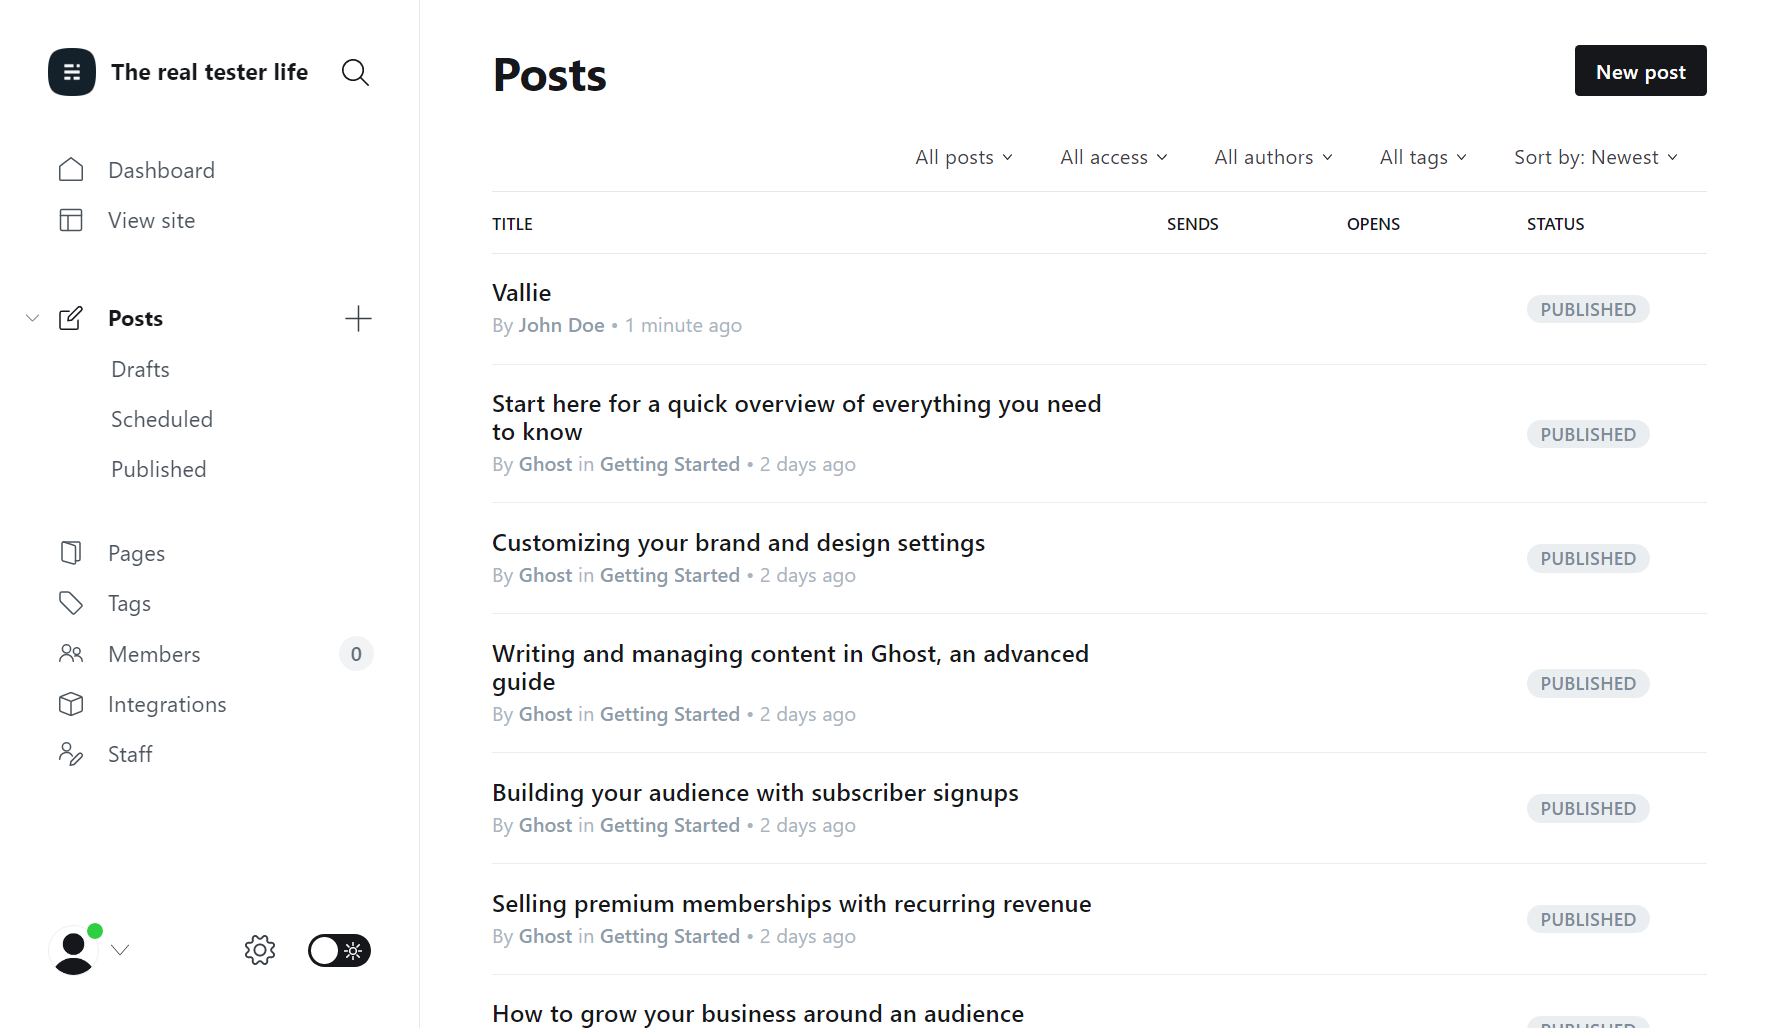 The real tester life
Dashboard
View site
Posts
Drafts
Scheduled
Published
Pages
Tags
Members 0
Integrations
Staff
Posts
New post
All posts All access All authors All tags Sort by: Newest
TITLE SENDS OPENS STATUS
Vallie
By John Doe • 1 minute ago
PUBLISHED
Start here for a quick overview of everything you need
to know
By Ghost in Getting Started • 2 days ago
PUBLISHED
Customizing your brand and design settings
By Ghost in Getting Started • 2 days ago
PUBLISHED
Writing and managing content in Ghost, an advanced
guide
By Ghost in Getting Started • 2 days ago
PUBLISHED
Building your audience with subscriber signups
By Ghost in Getting Started • 2 days ago
PUBLISHED
Selling premium memberships with recurring revenue
By Ghost in Getting Started • 2 days ago
PUBLISHED
How to grow your business around an audience
PUBLISHED